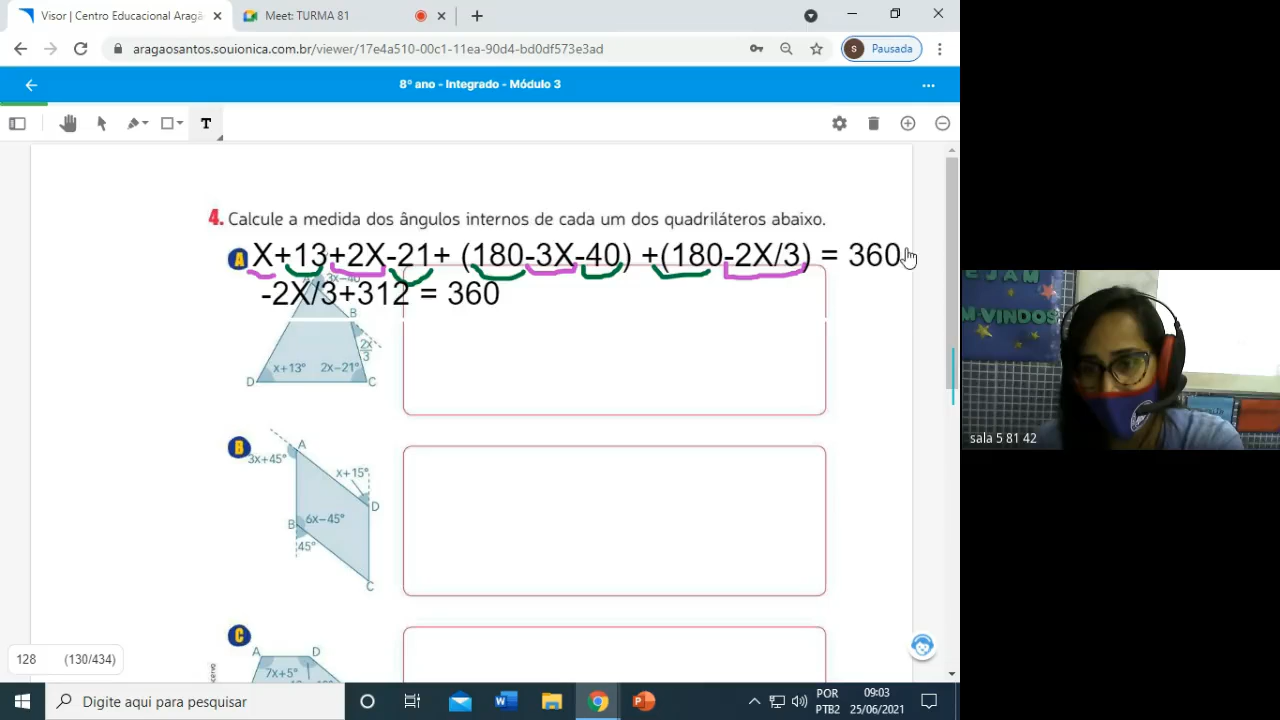 Visor | Centro Educacional Aragã
Meet: TURMA 81
aragaosantos.souionica.com.br/viewer/17e4a510-00c1-11ea-90d4-bd0df573e3ad
S Pausada
8º ano - Integrado - Módulo 3
T
4. Calcule a medida dos ângulos internos de cada um dos quadriláteros abaixo.
A X+13+2X-21+ (180-3X-40) +(180-2X/3) = 360
-2X/3+312 = 360
3x-40
B
2x/3
x+13° 2x-21°
D C
B
3x+45° A
x+15°
D
B 6x-45°
45°
C
C
A D
7x+5°
128 (130/434)
EJAM
M-VINDOS
sala 5 81 42
Digite aqui para pesquisar
POR
PTB2
09:03
25/06/2021